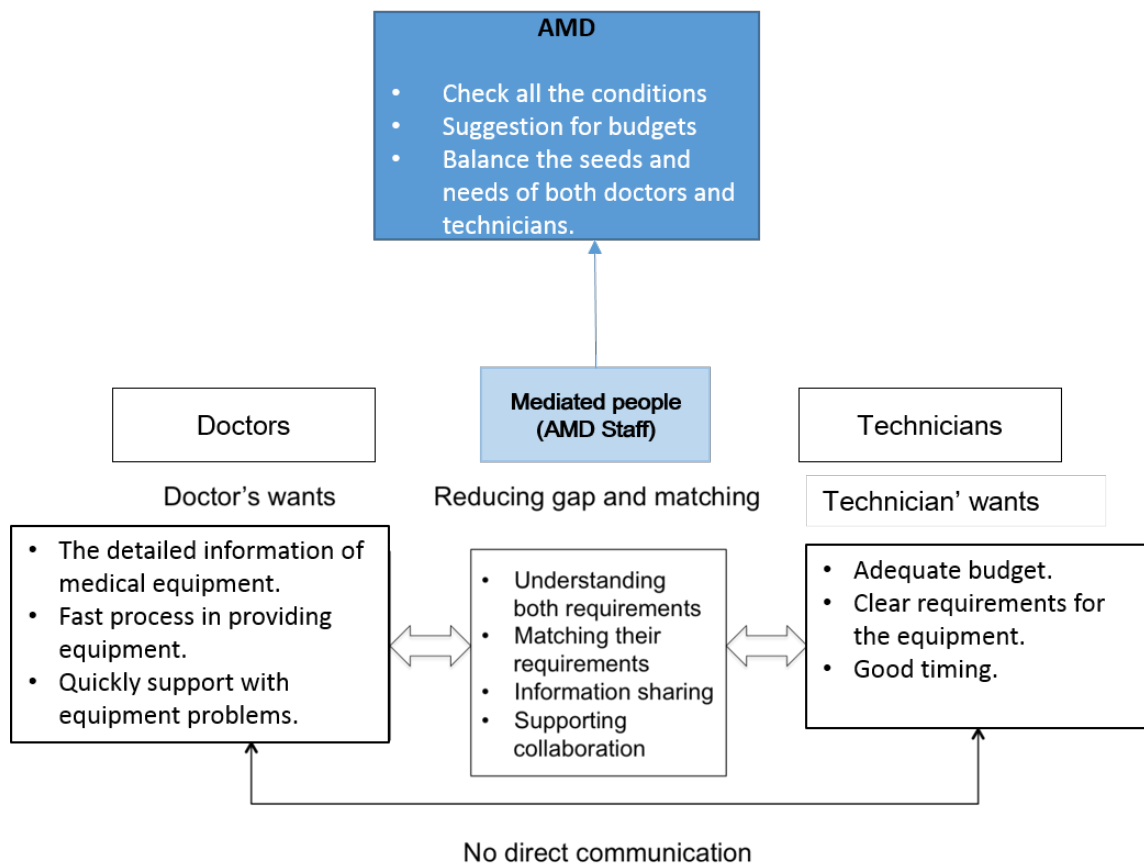 AMD
• Check all the conditions
• Suggestion for budgets
• Balance the seeds and
needs of both doctors and
technicians.
Mediated people
(AMD Staff)
Doctors
Technicians
Doctor’s wants
Reducing gap and matching
Technician’ wants
• The detailed information of
medical equipment.
• Fast process in providing
equipment.
• Quickly support with
equipment problems.
• Understanding
both requirements
• Matching their
requirements
• Information sharing
• Supporting
collaboration
• Adequate budget.
• Clear requirements for
the equipment.
• Good timing.
No direct communication